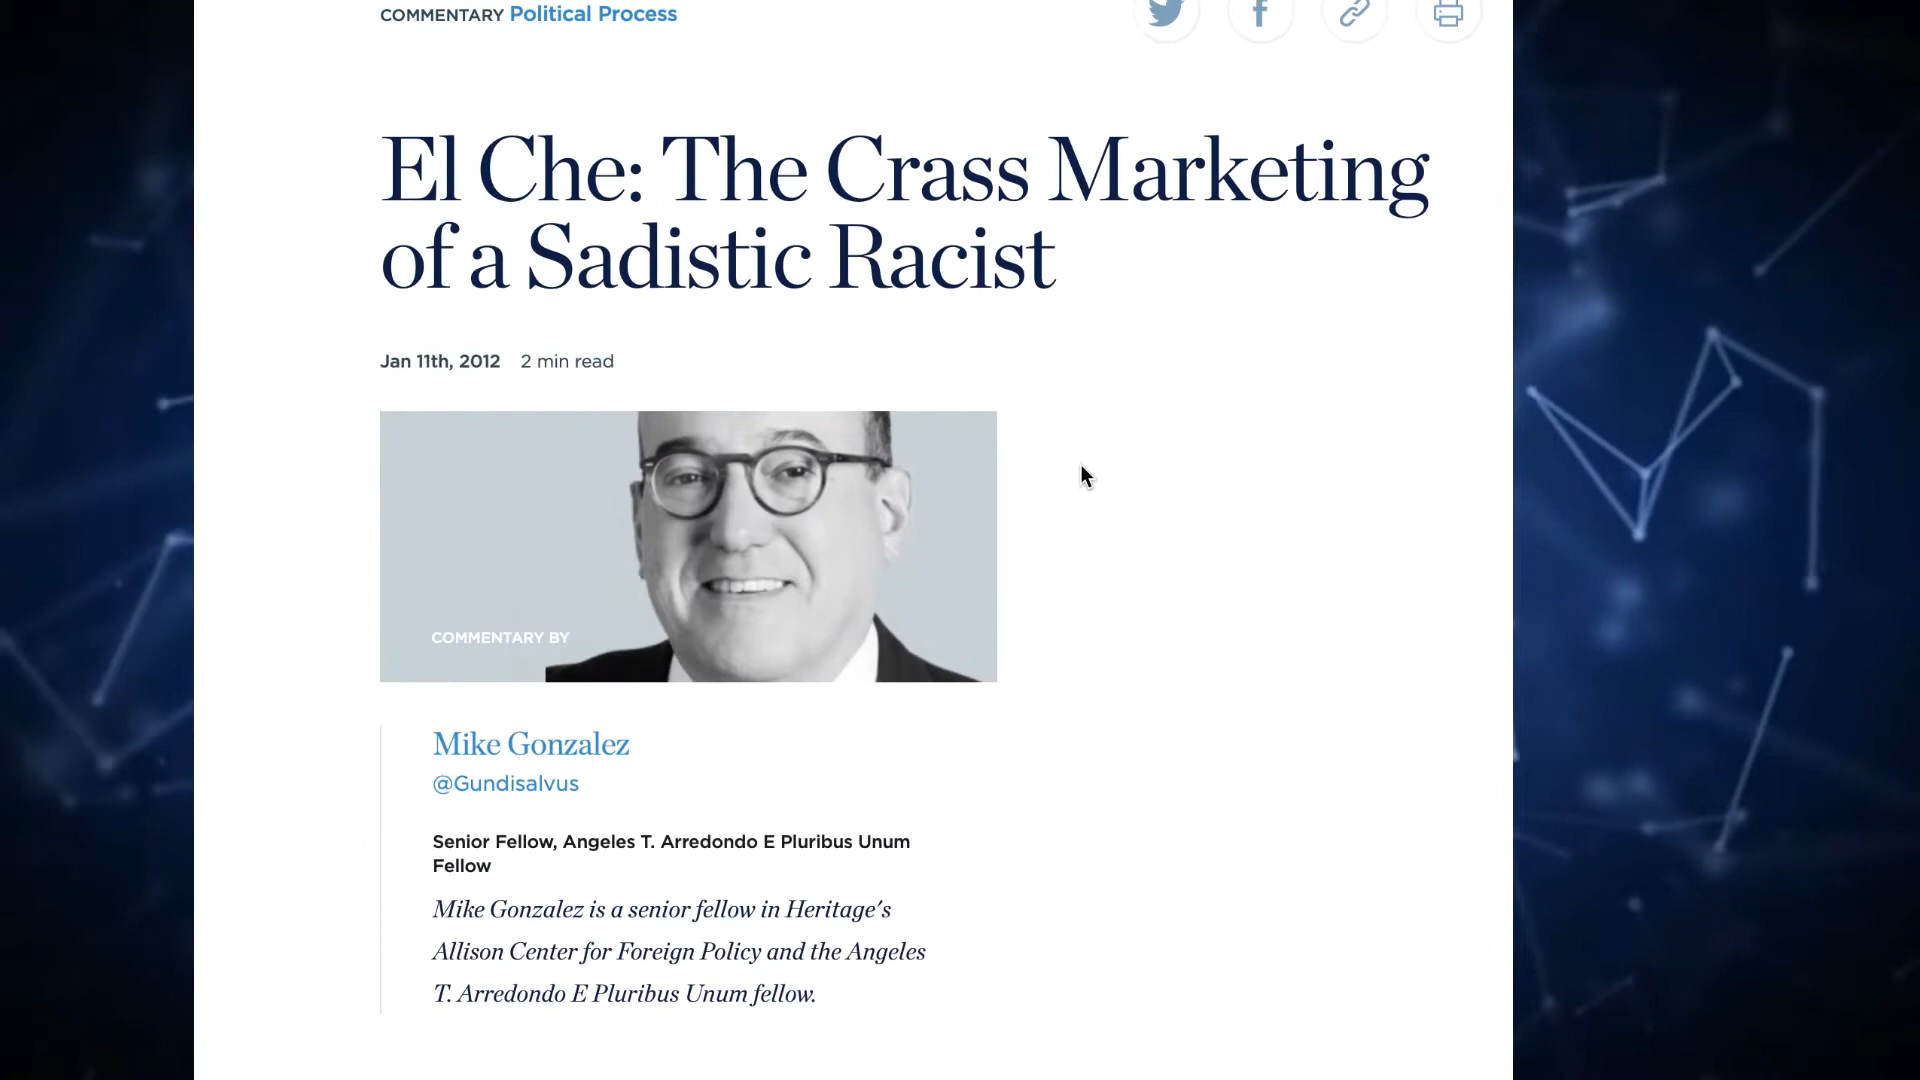 COMMENTARY Political Process
El Che: The Crass Marketing
of a Sadistic Racist
Jan 11th, 2012 2 min read
COMMENTARY BY
Mike Gonzalez
@Gundisalvus
Senior Fellow, Angeles T. Arredondo E Pluribus Unum
Fellow
Mike Gonzalez is a senior fellow in Heritage's
Allison Center for Foreign Policy and the Angeles
T. Arredondo E Pluribus Unum fellow.